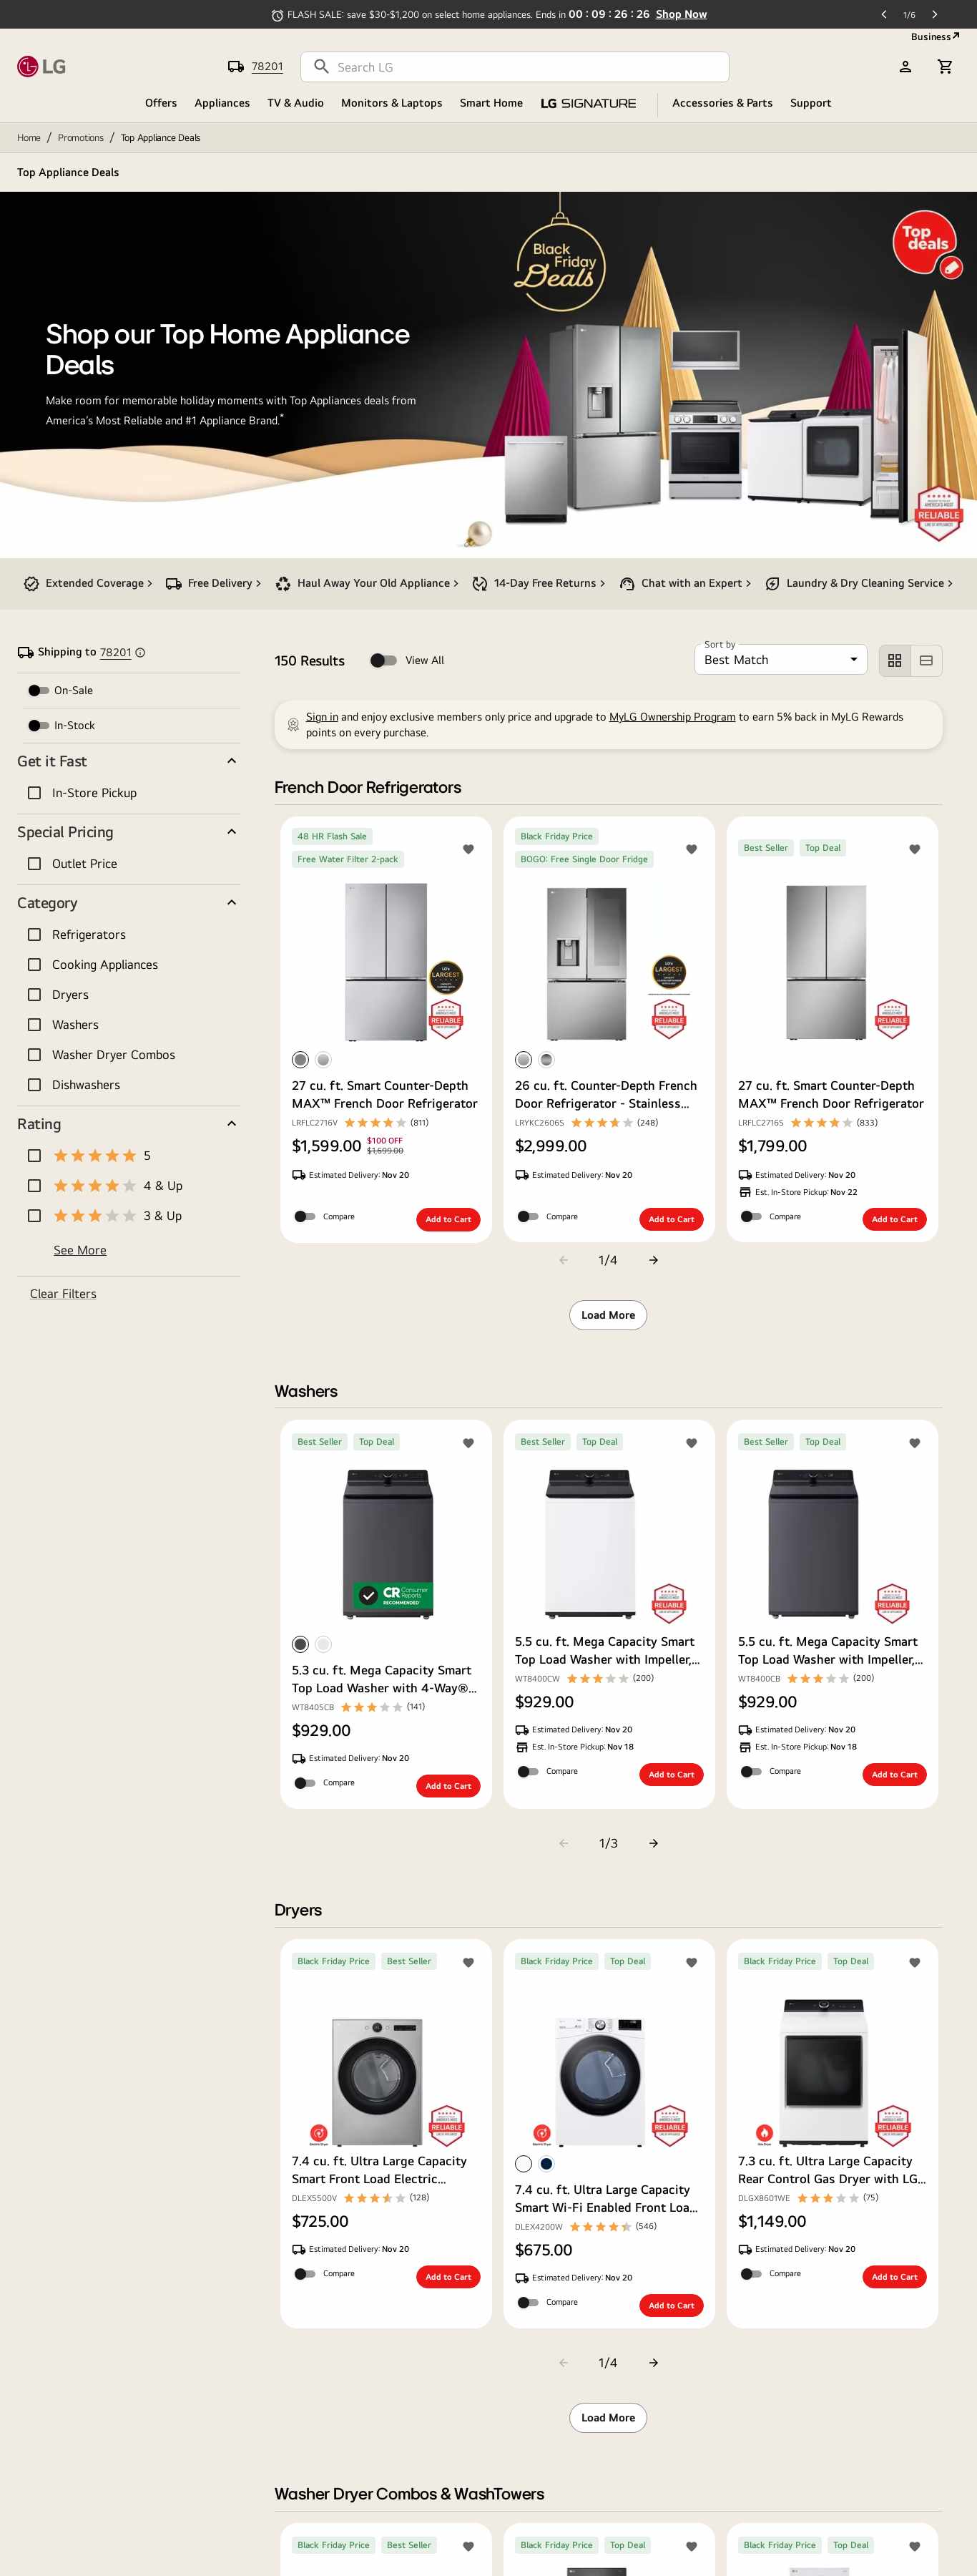 FLASH SALE: save $30-$1,200 on select home appliances. Ends in 00 : 09 : 26 : 26 Shop Now
1/6
Business
LG
78201
Search LG
Offers
Appliances
TV & Audio
Monitors & Laptops
Smart Home
LG SIGNATURE
Accessories & Parts
Support
Home / Promotions / Top Appliance Deals
Top Appliance Deals
Black Friday Deals
Top deals
Shop our Top Home Appliance
Deals
Make room for memorable holiday moments with Top Appliances deals from
America's Most Reliable and #1 Appliance Brand.*
RELIABLE
Extended Coverage
Free Delivery
Haul Away Your Old Appliance
14-Day Free Returns
Chat with an Expert
Laundry & Dry Cleaning Service
Shipping to 78201
On-Sale
In-Stock
Get it Fast
In-Store Pickup
Special Pricing
Outlet Price
Category
Refrigerators
Cooking Appliances
Dryers
Washers
Washer Dryer Combos
Dishwashers
Rating
5
4 & Up
3 & Up
See More
Clear Filters
150 Results
View All
Sort by
Best Match
Sign in and enjoy exclusive members only price and upgrade to MyLG Ownership Program to earn 5% back in MyLG Rewards
points on every purchase.
French Door Refrigerators
48 HR Flash Sale
Free Water Filter 2-pack
LARGEST
RELIABLE
27 cu. ft. Smart Counter-Depth
MAX™ French Door Refrigerator
LRFLC2716V (811)
$1,599.00 $100 OFF
$1,699.00
Estimated Delivery: Nov 20
Compare
Add to Cart
Black Friday Price
BOGO: Free Single Door Fridge
LARGEST
RELIABLE
26 cu. ft. Counter-Depth French
Door Refrigerator - Stainless...
LRYKC2606S (248)
$2,999.00
Estimated Delivery: Nov 20
Compare
Add to Cart
Best Seller
Top Deal
RELIABLE
27 cu. ft. Smart Counter-Depth
MAX™ French Door Refrigerator
LRFLC2716S (833)
$1,799.00
Estimated Delivery: Nov 20
Est. In-Store Pickup: Nov 22
Compare
Add to Cart
1/4
Load More
Washers
Best Seller
Top Deal
CR Consumer Reports
RECOMMENDED
5.3 cu. ft. Mega Capacity Smart
Top Load Washer with 4-Way®...
WT8405CB (141)
$929.00
Estimated Delivery: Nov 20
Compare
Add to Cart
Best Seller
Top Deal
RELIABLE
5.5 cu. ft. Mega Capacity Smart
Top Load Washer with Impeller,...
WT8400CW (200)
$929.00
Estimated Delivery: Nov 20
Est. In-Store Pickup: Nov 18
Compare
Add to Cart
Best Seller
Top Deal
RELIABLE
5.5 cu. ft. Mega Capacity Smart
Top Load Washer with Impeller,...
WT8400CB (200)
$929.00
Estimated Delivery: Nov 20
Est. In-Store Pickup: Nov 18
Compare
Add to Cart
1/3
Dryers
Black Friday Price
Best Seller
RELIABLE
7.4 cu. ft. Ultra Large Capacity
Smart Front Load Electric...
DLEX5500V (128)
$725.00
Estimated Delivery: Nov 20
Compare
Add to Cart
Black Friday Price
Top Deal
RELIABLE
7.4 cu. ft. Ultra Large Capacity
Smart Wi-Fi Enabled Front Loa...
DLEX4200W (546)
$675.00
Estimated Delivery: Nov 20
Compare
Add to Cart
Black Friday Price
Top Deal
RELIABLE
7.3 cu. ft. Ultra Large Capacity
Rear Control Gas Dryer with LG...
DLGX8601WE (75)
$1,149.00
Estimated Delivery: Nov 20
Compare
Add to Cart
1/4
Load More
Washer Dryer Combos & WashTowers
Black Friday Price
Best Seller
Black Friday Price
Top Deal
Black Friday Price
Top Deal